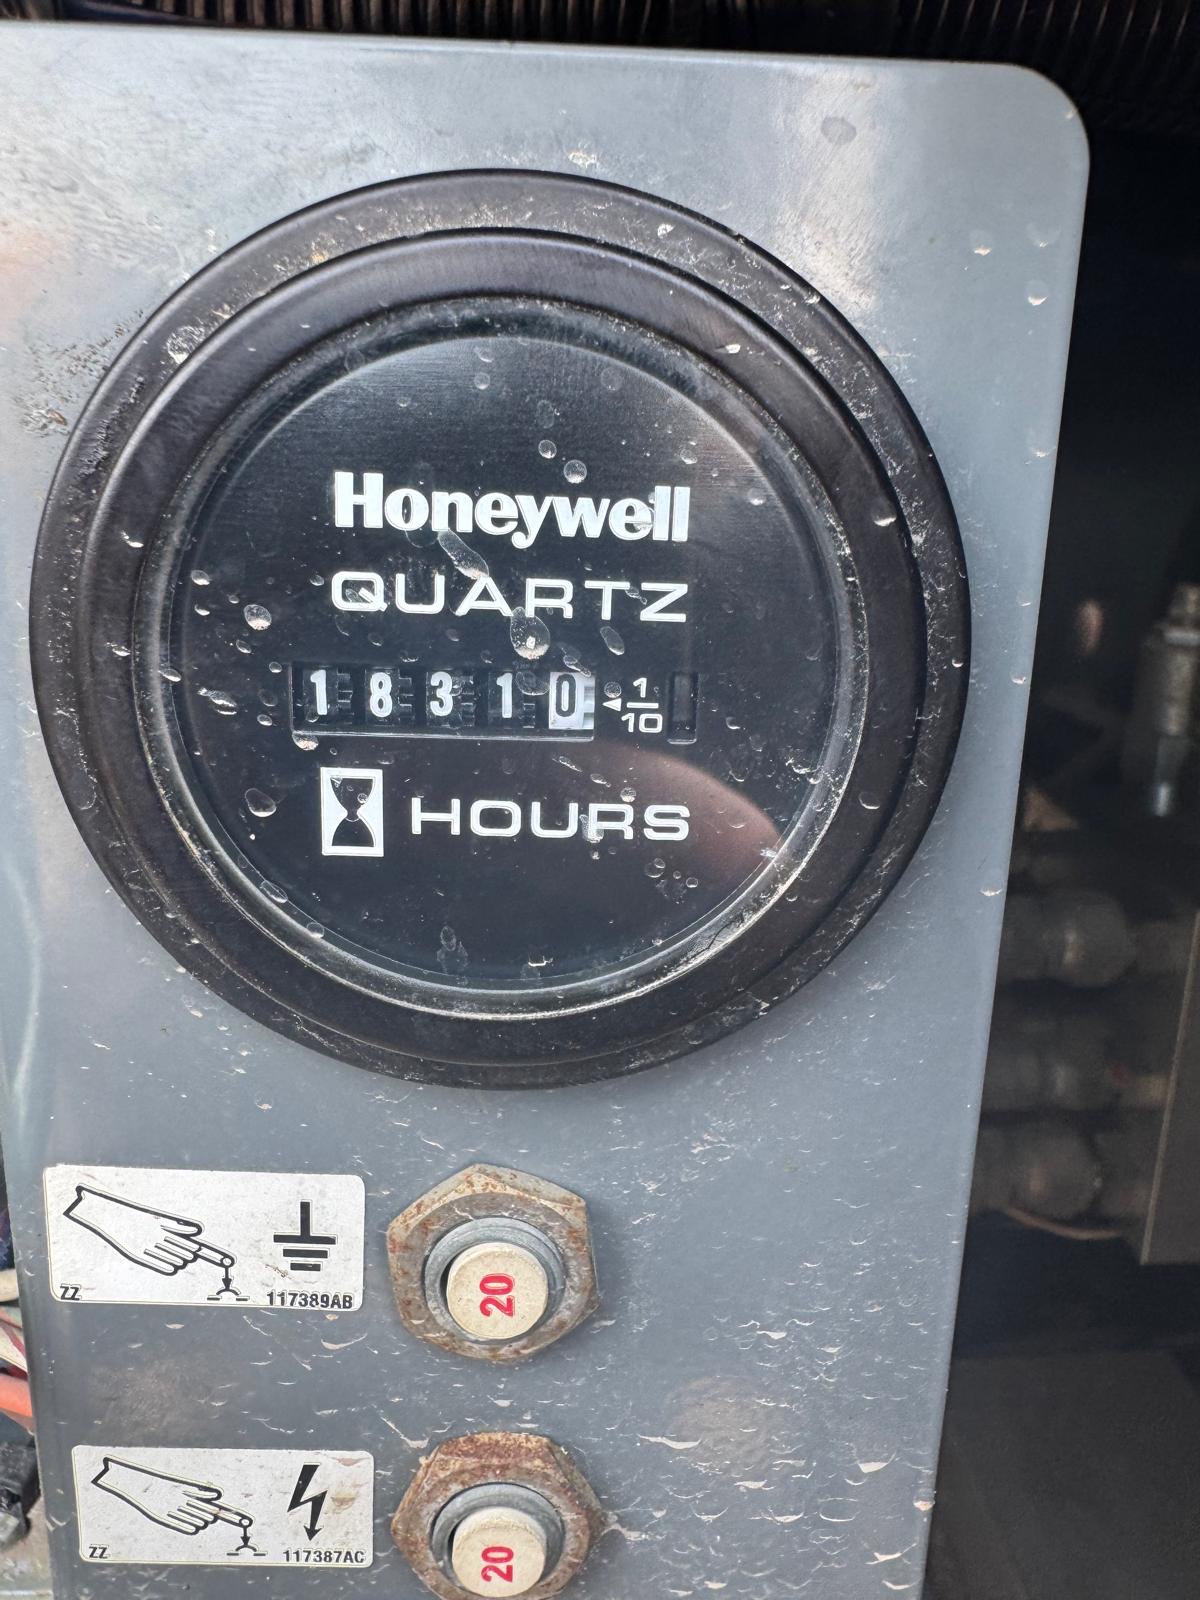 Honeywell
QUARTZ
18310 ◄1/10
HOURS
ZZ 117389AB
20
ZZ 117387AC
20